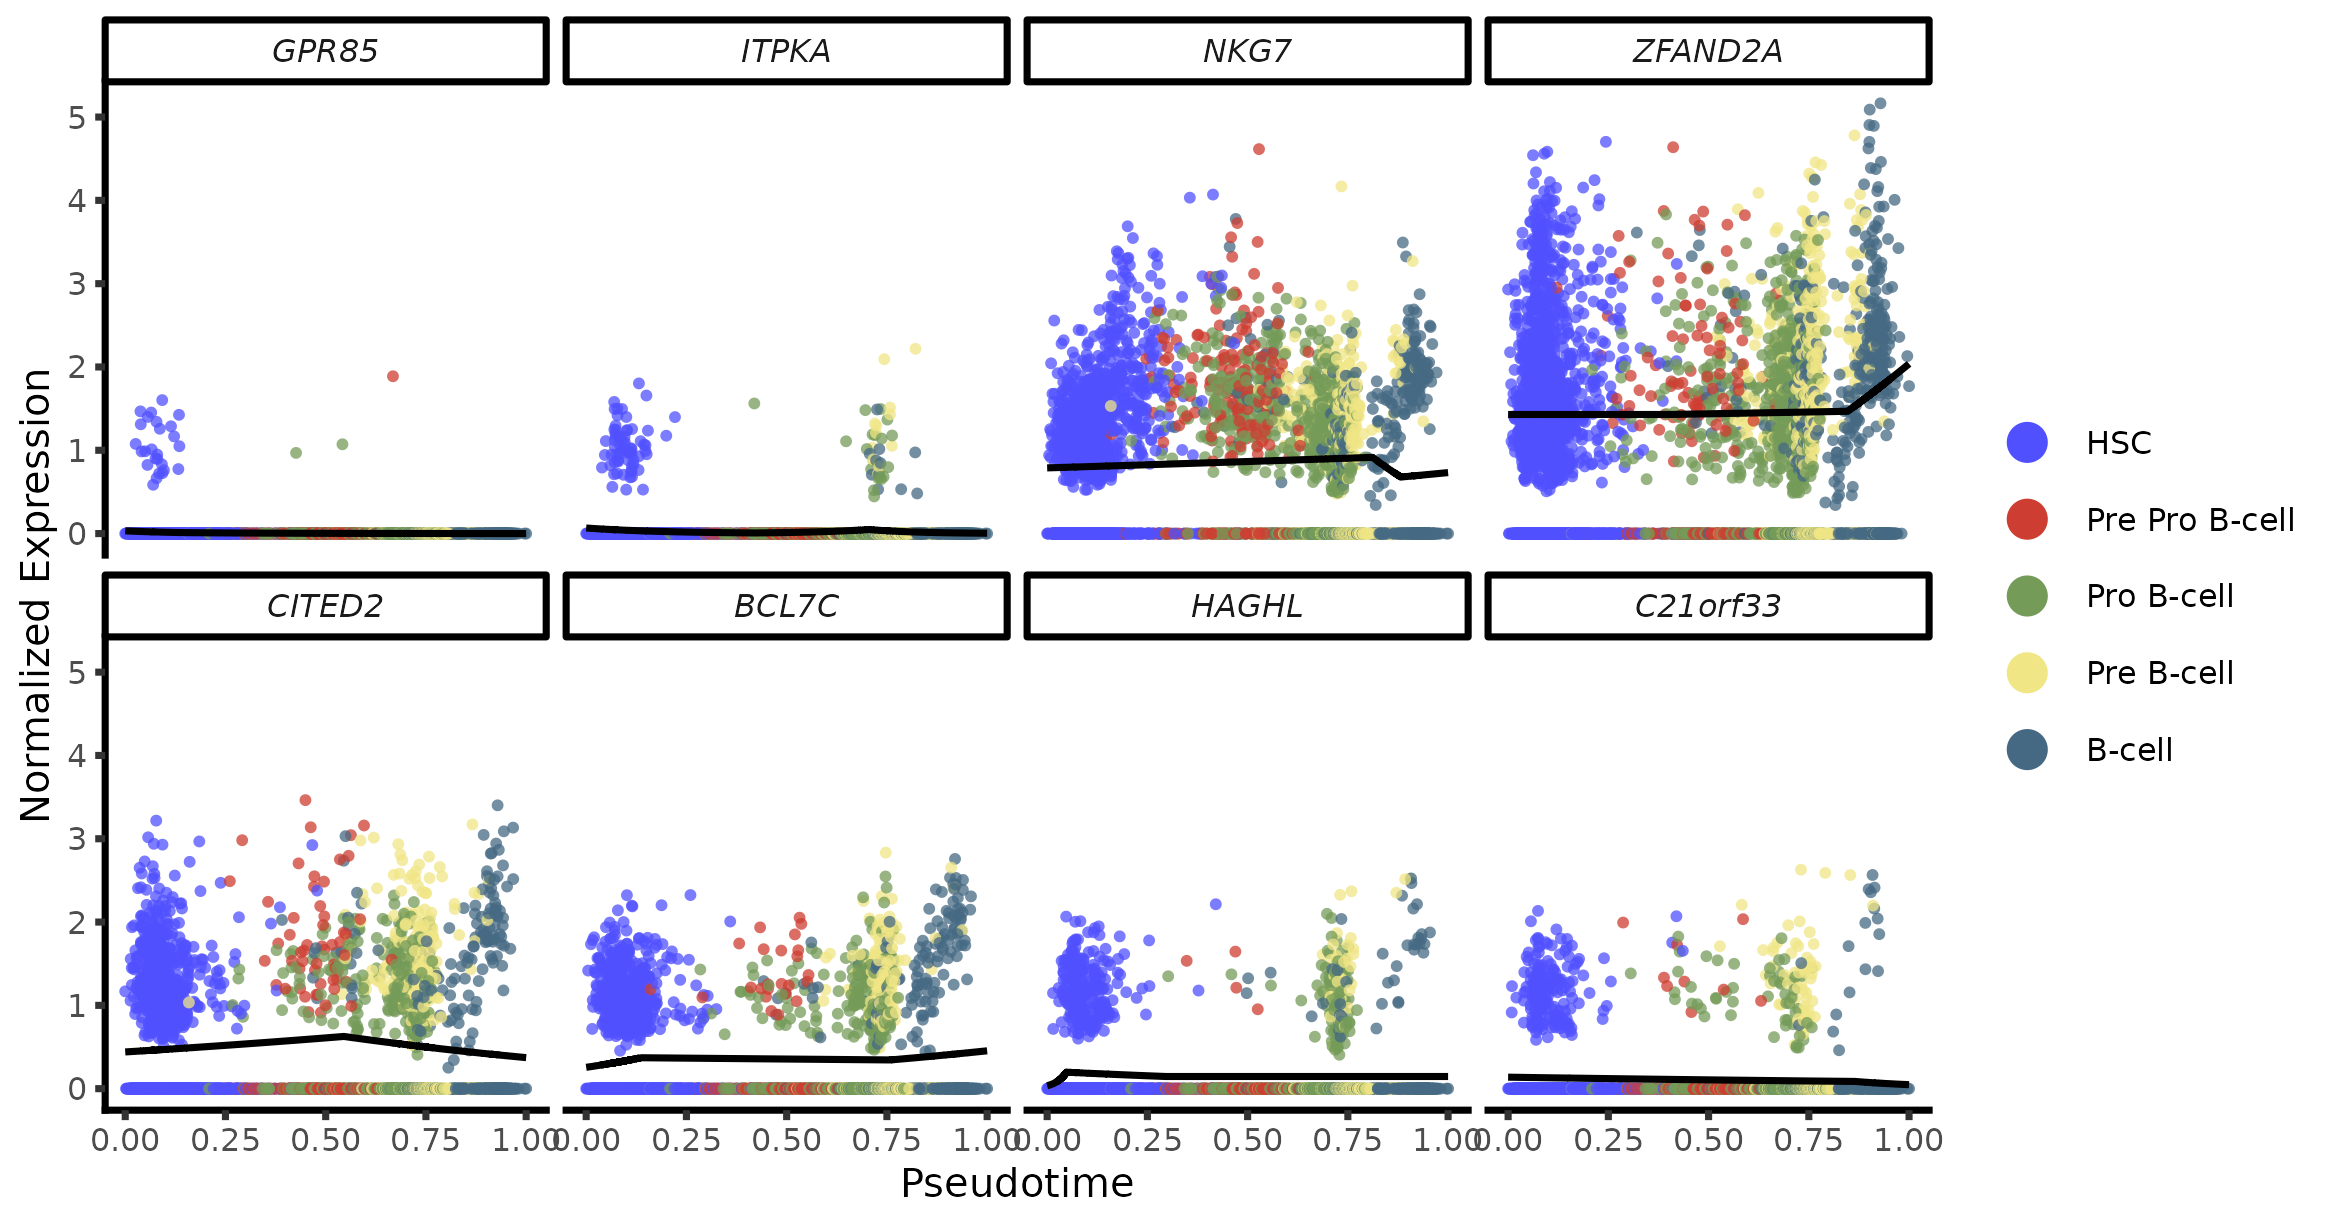 GPR85 ITPKA NKG7 ZFAND2A
5
4
3
2
1
0
CITED2 BCL7C HAGHL C21orf33
5
4
3
2
1
0
0.00 0.25 0.50 0.75 1.00 0.00 0.25 0.50 0.75 1.00 0.00 0.25 0.50 0.75 1.00 0.00 0.25 0.50 0.75 1.00
Pseudotime
Normalized Expression
HSC
Pre Pro B-cell
Pro B-cell
Pre B-cell
B-cell